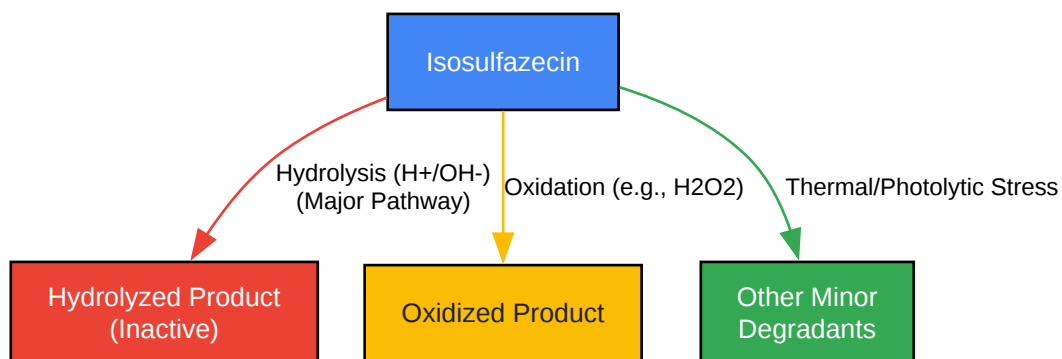 Isosulfazecin
Hydrolysis (H+/OH-)
(Major Pathway)
Oxidation (e.g., H2O2)
Thermal/Photolytic Stress
Hydrolyzed Product
(Inactive)
Oxidized Product
Other Minor
Degradants